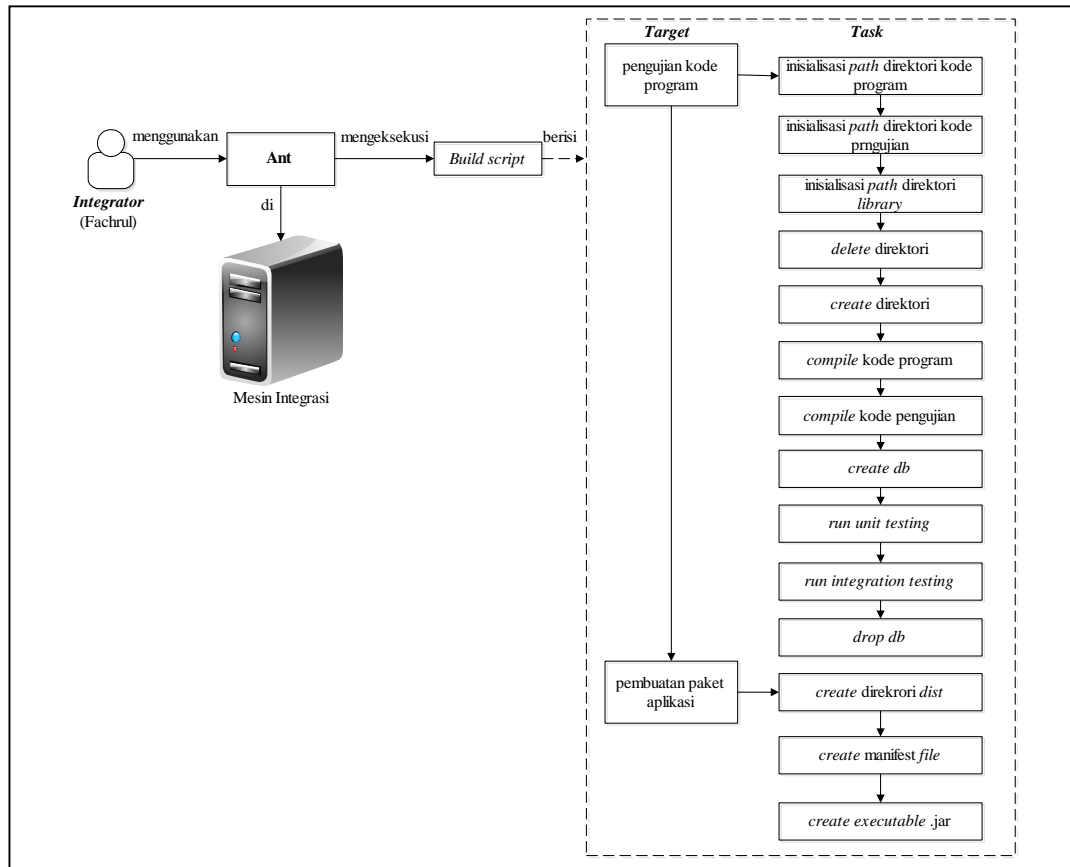 Target
Task
pengujian kode
program
inisialisasi path direktori kode
program
inisialisasi path direktori kode
prngujian
inisialisasi path direktori
library
delete direktori
create direktori
compile kode program
compile kode pengujian
create db
run unit testing
run integration testing
drop db
pembuatan paket
aplikasi
create direkrori dist
create manifest file
create executable .jar
menggunakan
Ant
mengeksekusi
Build script
berisi
Integrator
(Fachrul)
di
Mesin Integrasi